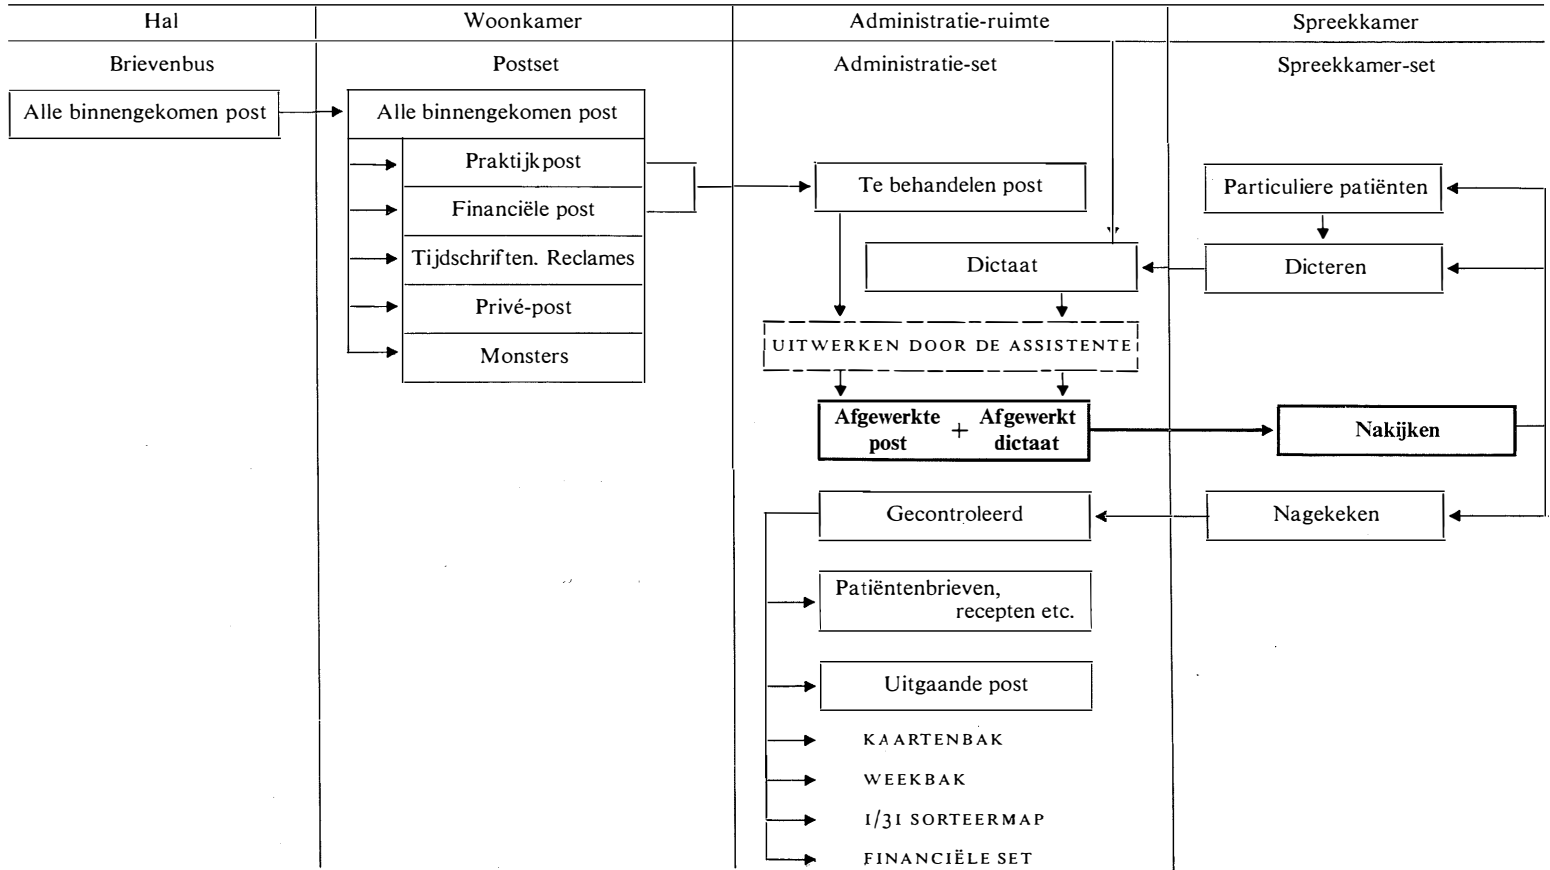 Hal
Woonkamer
Administratie-ruimte
Spreekkamer
Brievenbus
Postset
Administratie-set
Spreekkamer-set
Alle binnengekomen post
Alle binnengekomen post
Praktijkpost
Financiële post
Tijdschriften. Reclames
Privé-post
Monsters
Te behandelen post
Dictaat
UITWERKEN DOOR DE ASSISTENTE
Afgewerkte
post
+
Afgewerkt
dictaat
Particuliere patiënten
Dicteren
Nakijken
Nagekeken
Gecontroleerd
Patiëntenbrieven,
recepten etc.
Uitgaande post
KAARTENBAK
WEEKBAK
1/31 SORTEERMAP
FINANCIËLE SET